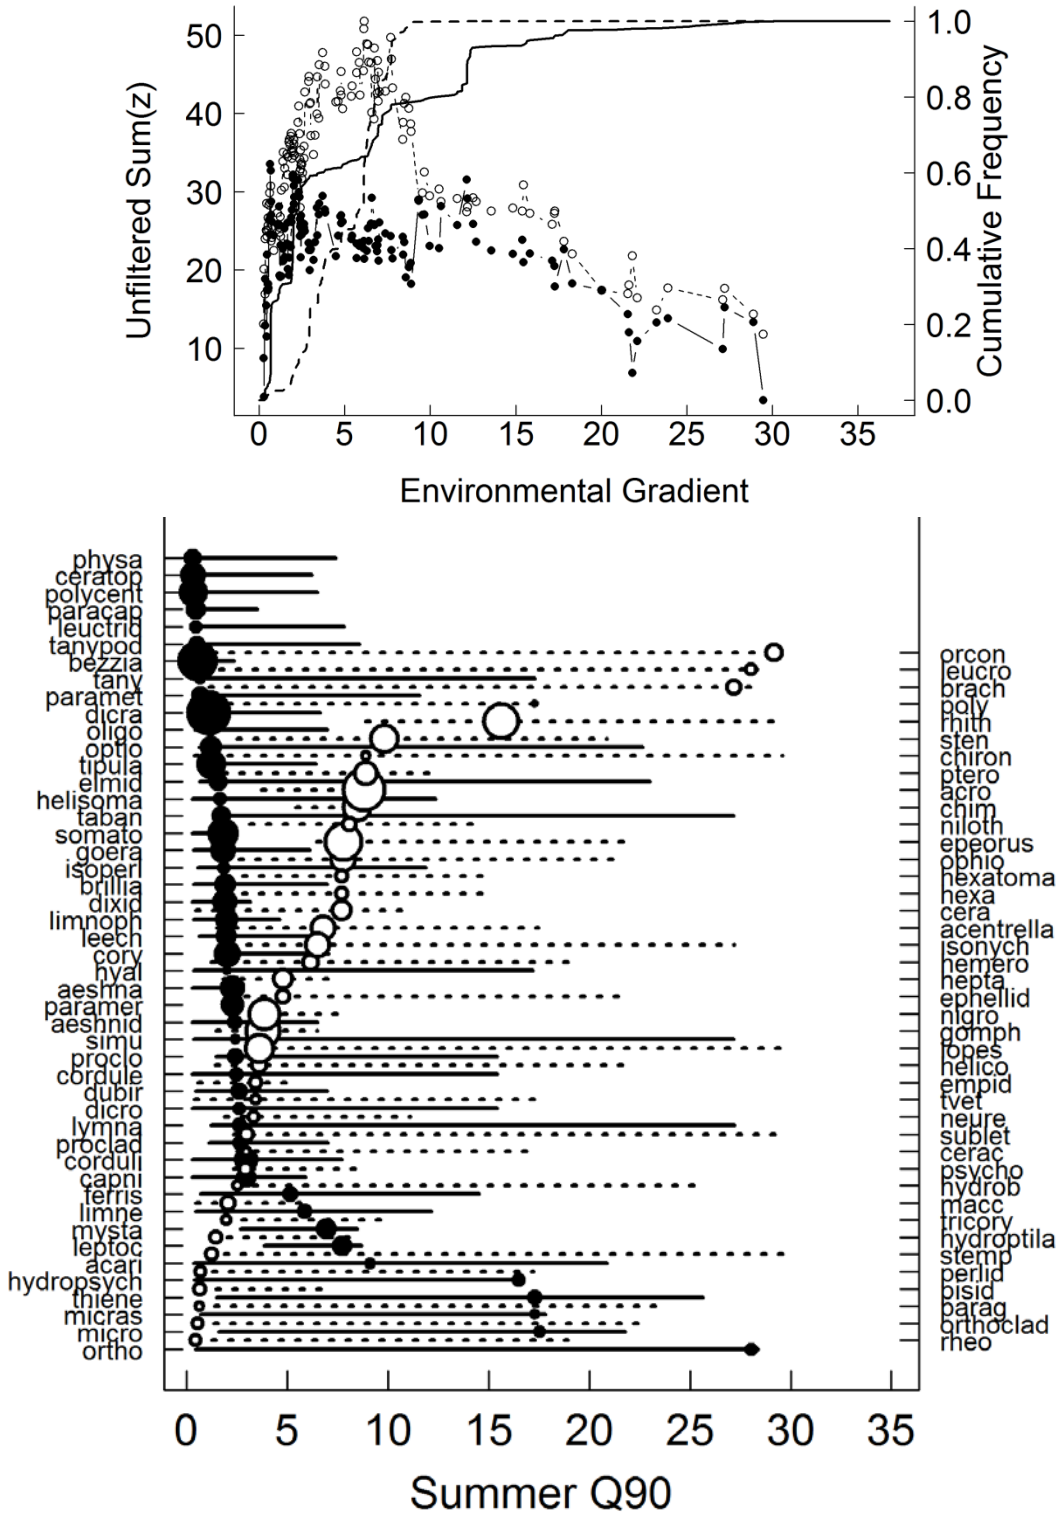 Unfiltered Sum(z)
50
40
30
20
10
Cumulative Frequency
1.0
0.8
0.6
0.4
0.2
0.0
0 5 10 15 20 25 30 35
Environmental Gradient
physa
ceratop
polycent
paracap
leuctrid
tanypod
bezzia
tany
paramet
dicra
oligo
optio
tipula
elmid
helisoma
taban
somato
goera
isoperl
brillia
dixid
limnoph
leech
cory
hyal
aeshna
paramer
aeshnid
simu
proclo
cordule
dubir
dicro
lymna
proclad
corduli
capni
ferris
limne
mysta
leptoc
acari
hydropsych
thiene
micras
micro
ortho
orcon
leucro
brach
poly
rhith
sten
chiron
ptero
acro
chim
niloth
epeorus
ophio
hexatoma
hexa
cera
acentrella
isonych
hemero
hepta
ephellid
nigro
gomph
lopes
helico
empid
tvet
neure
sublet
cerac
psycho
hydrob
macc
tricory
hydroptila
stemp
perlid
bisid
barag
orthoclad
rheo
0 5 10 15 20 25 30 35
Summer Q90